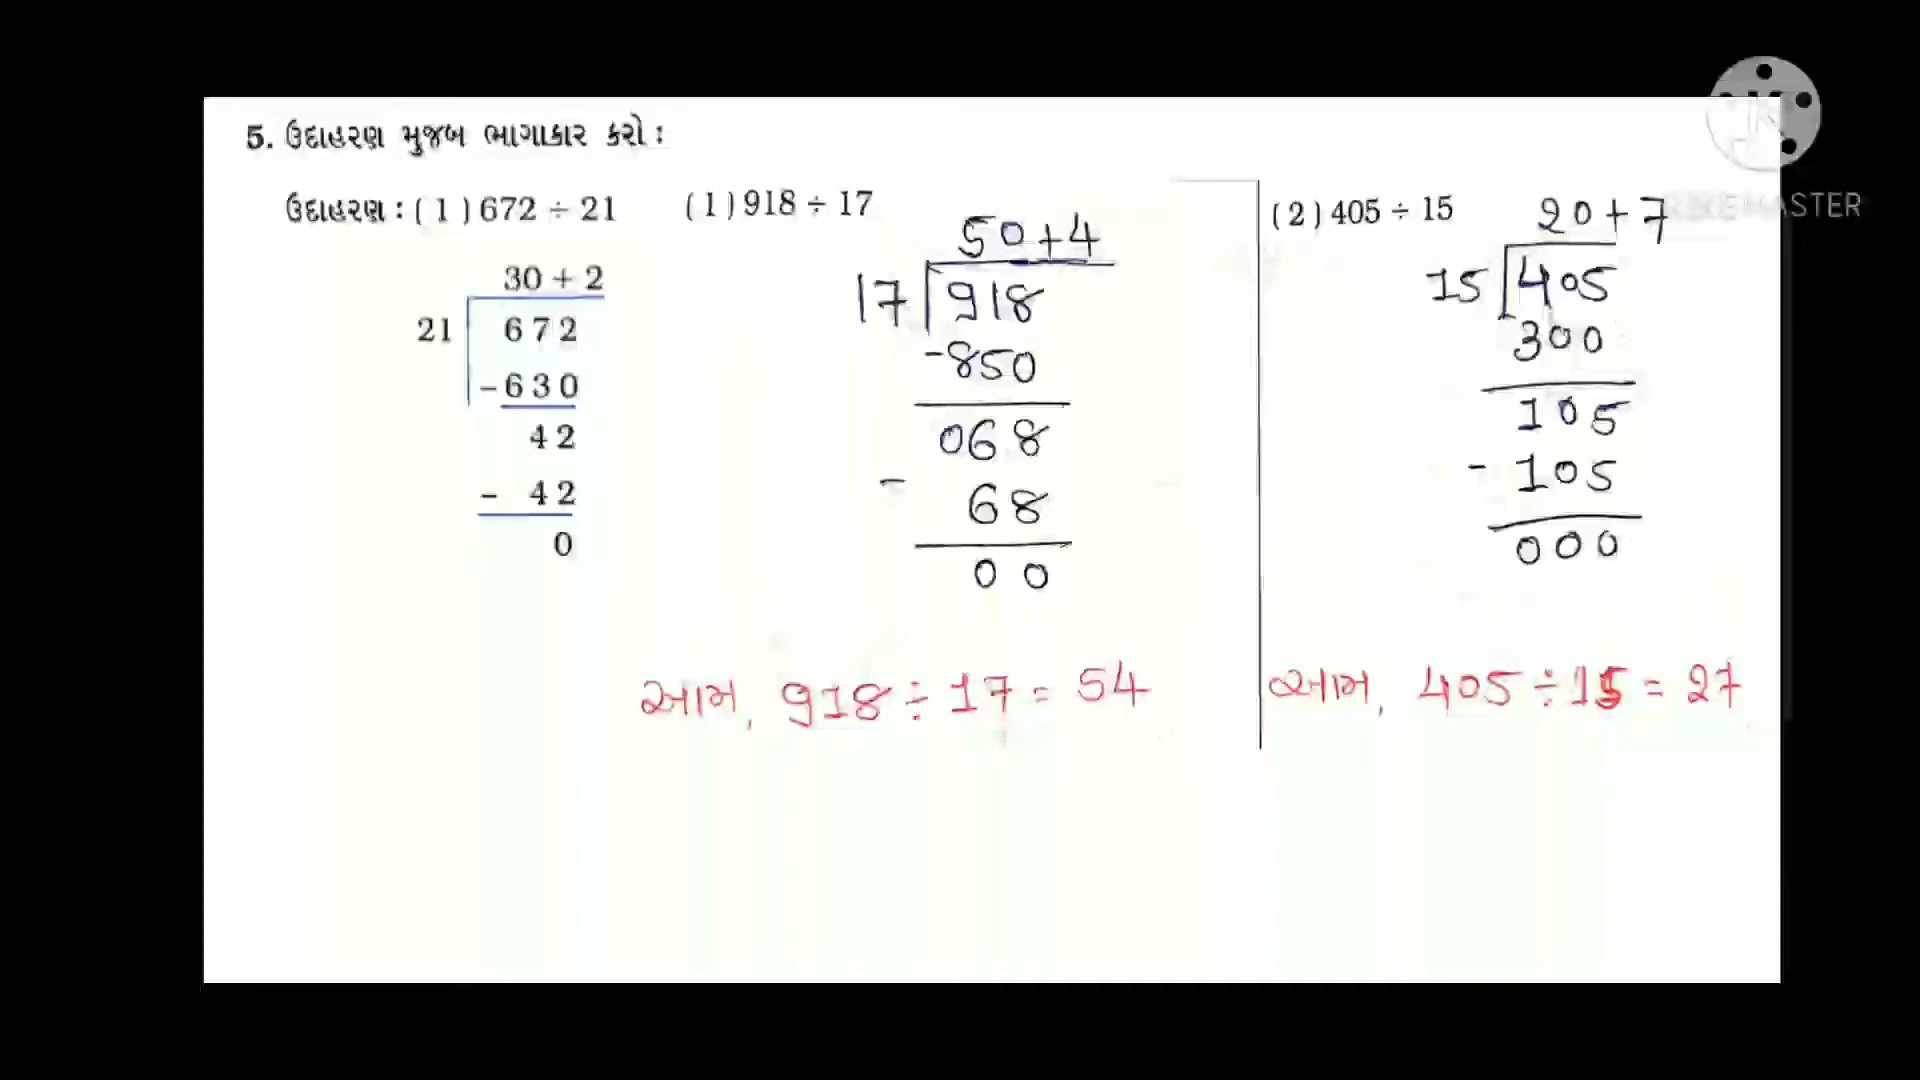 5. ઉદાહરણ મુજબ ભાગાકાર કરો :
ઉદાહરણ : ( 1 ) 672 ÷ 21
30 + 2
21 672
- 630
42
- 42
0
( 1 ) 918 ÷ 17
50+4
17 918
-850
068
- 68
00
આમ, 918 ÷ 17 = 54
( 2 ) 405 ÷ 15
20+7
15 405
300
105
- 105
000
આમ, 405 ÷ 15 = 27
MASTER